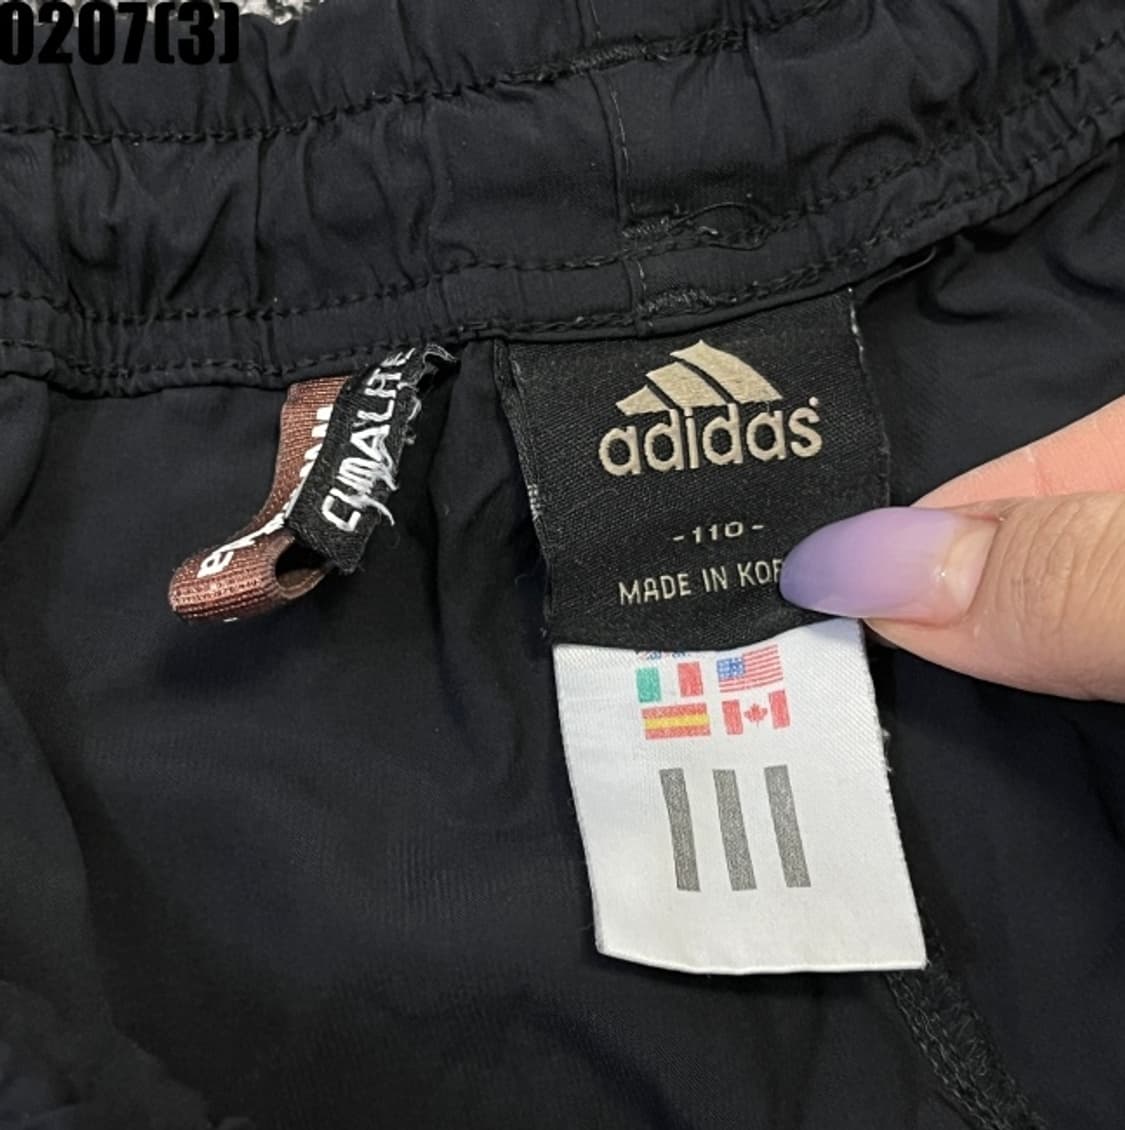 0207(3)
CLIMALITE
adidas
-110-
MADE IN KOR